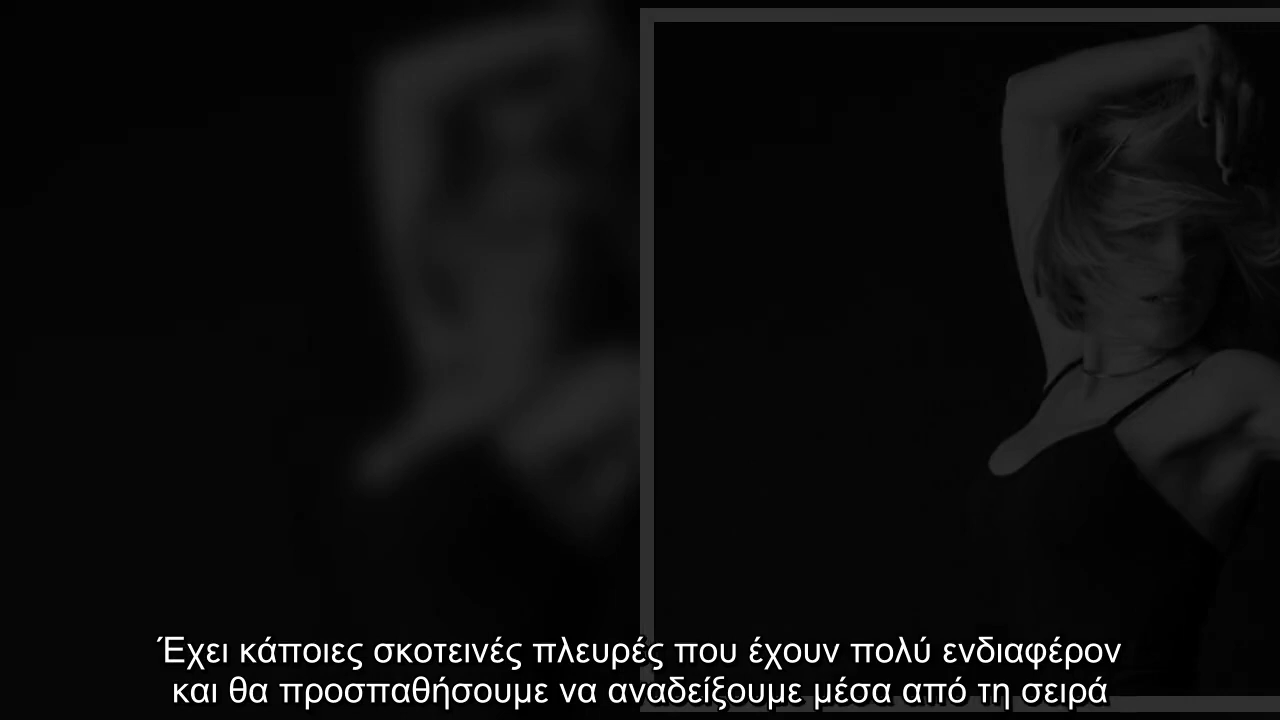 Έχει κάποιες σκοτεινές πλευρές που έχουν πολύ ενδιαφέρον
και θα προσπαθήσουμε να αναδείξουμε μέσα από τη σειρά